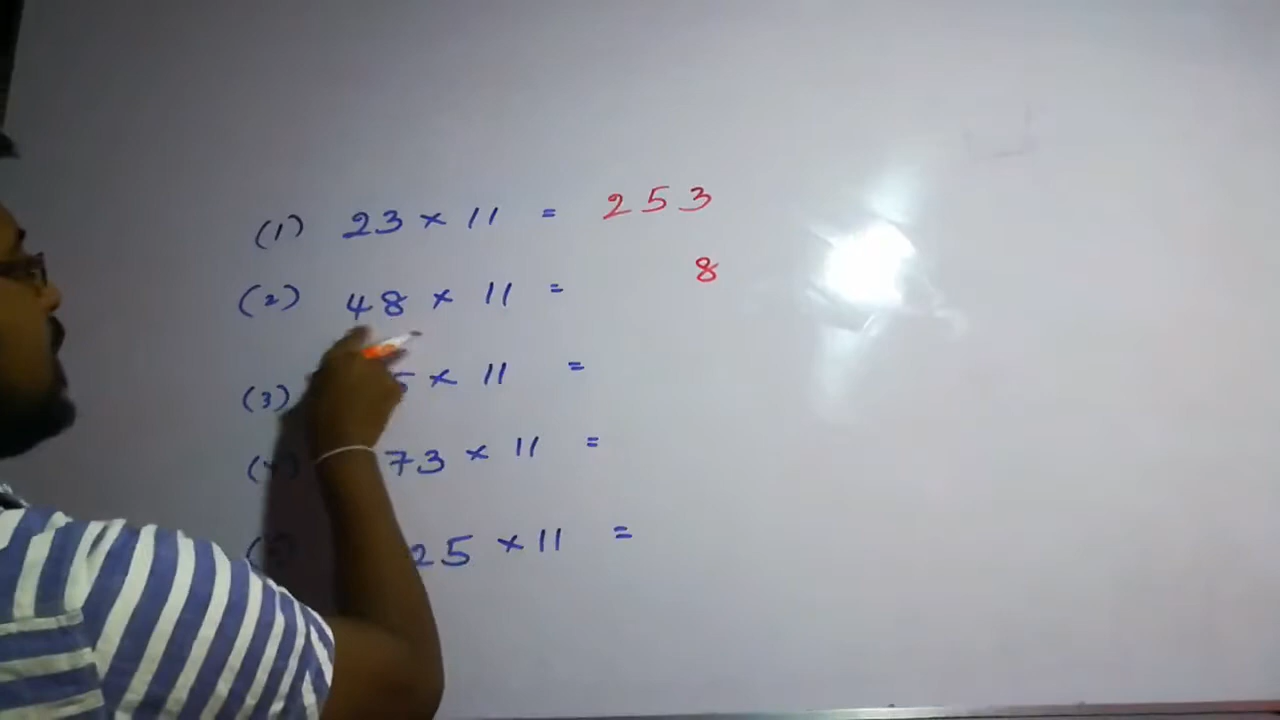 (1) 23 × 11 = 253
(2) 48 × 11 = 8
(3) 5 × 11 =
73 × 11 =
25 × 11 =